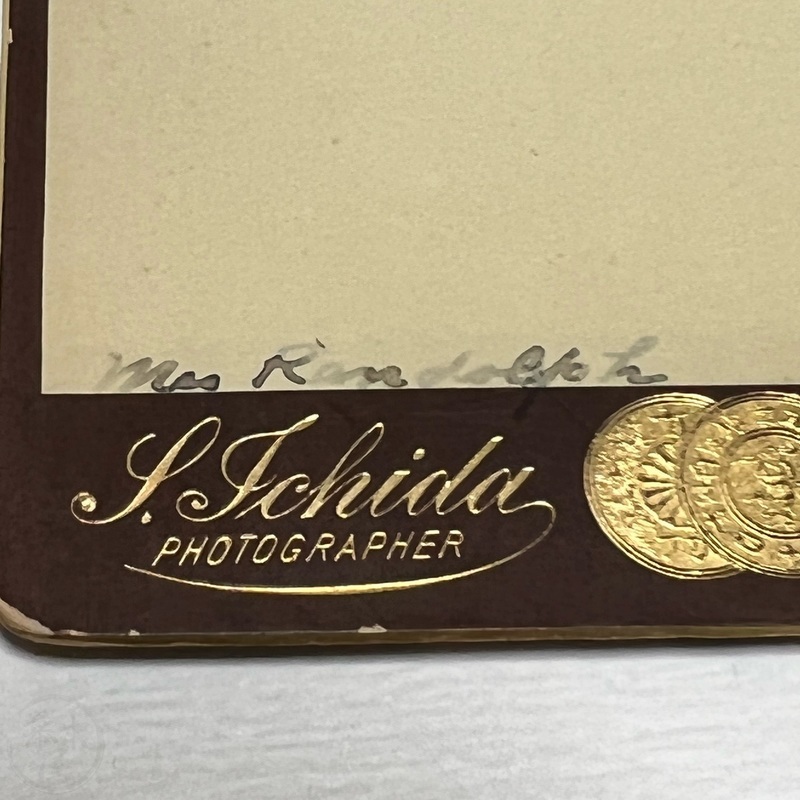 Mrs Randolph
S. Ichida
PHOTOGRAPHER